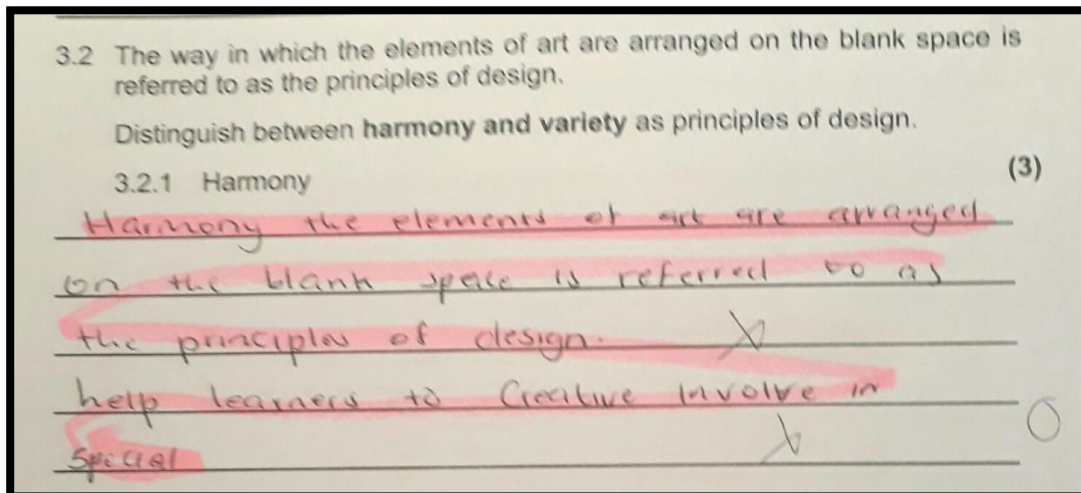 3.2 The way in which the elements of art are arranged on the blank space is
referred to as the principles of design.
Distinguish between harmony and variety as principles of design.
(3)
3.2.1 Harmony
Harmony the elements of art are arranged
on the blank space is referred to as
the principles of design.
help learners to Creative Involve in
Special
0